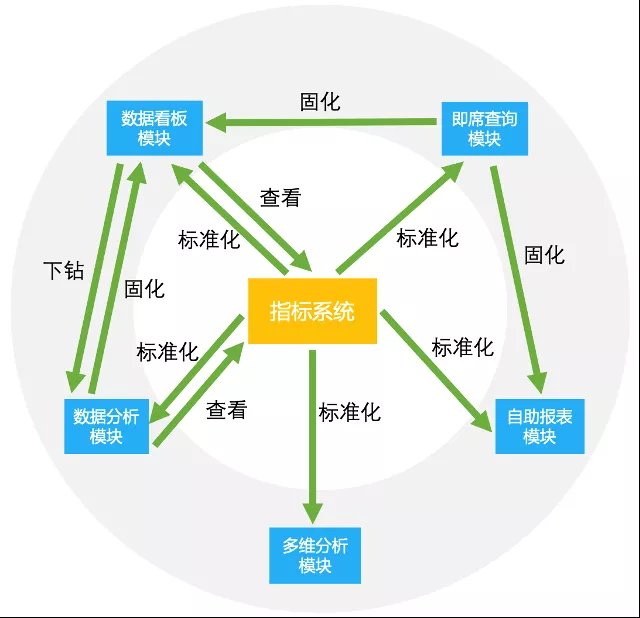 固化
数据看板
模块
即席查询
模块
查看
标准化
标准化
下钻
固化
固化
指标系统
标准化
标准化
查看
标准化
数据分析
模块
自助报表
模块
多维分析
模块